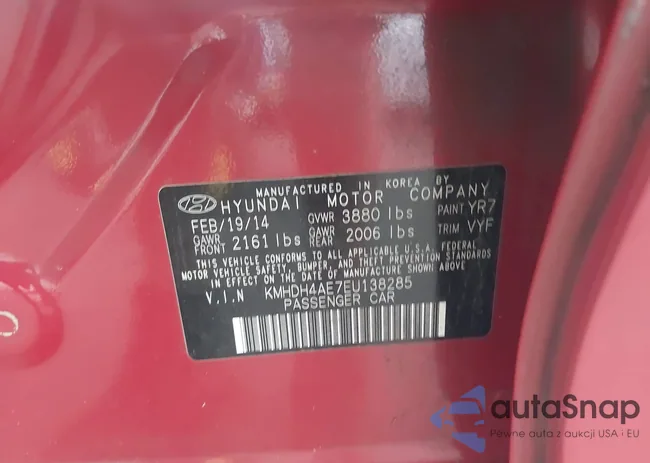 MANUFACTURED IN KOREA BY
HYUNDAI MOTOR COMPANY
FEB/19/14 GVWR 3880 lbs PAINT YR7
GAWR FRONT 2161 lbs GAWR REAR 2006 lbs TRIM VYF
THIS VEHICLE CONFORMS TO ALL APPLICABLE U.S.A. FEDERAL
MOTOR VEHICLE SAFETY, BUMPER, AND THEFT PREVENTION STANDARDS
IN EFFECT ON THE DATE OF MANUFACTURE SHOWN ABOVE.
V.I.N KMHDH4AE7EU138285
PASSENGER CAR
autaSnap
Pewne auta z aukcji USA i EU